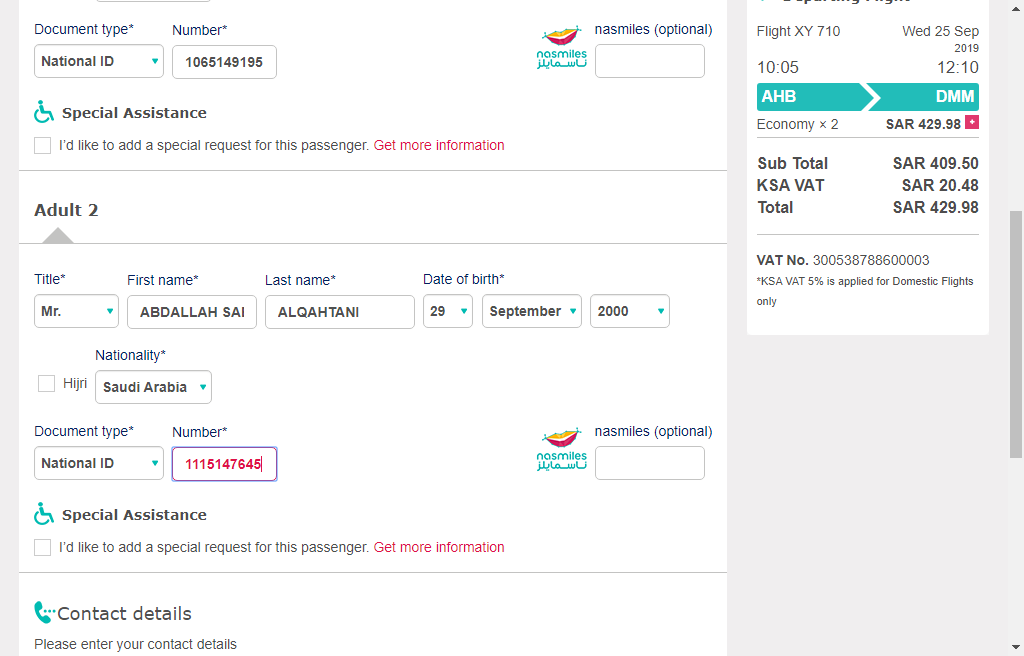 Document type*
Number*
National ID
1065149195
nasmiles
ناسمايلز
nasmiles (optional)
Special Assistance
I'd like to add a special request for this passenger. Get more information
Adult 2
Title*
First name*
Last name*
Date of birth*
Mr.
ABDALLAH SAI
ALQAHTANI
29
September
2000
Hijri
Nationality*
Saudi Arabia
Document type*
Number*
National ID
1115147645
nasmiles
ناسمايلز
nasmiles (optional)
Special Assistance
I'd like to add a special request for this passenger. Get more information
Contact details
Please enter your contact details
Departing Flight
Flight XY 710
Wed 25 Sep
2019
10:05
12:10
AHB
DMM
Economy × 2
SAR 429.98 +
Sub Total
SAR 409.50
KSA VAT
SAR 20.48
Total
SAR 429.98
VAT No. 300538788600003
*KSA VAT 5% is applied for Domestic Flights
only